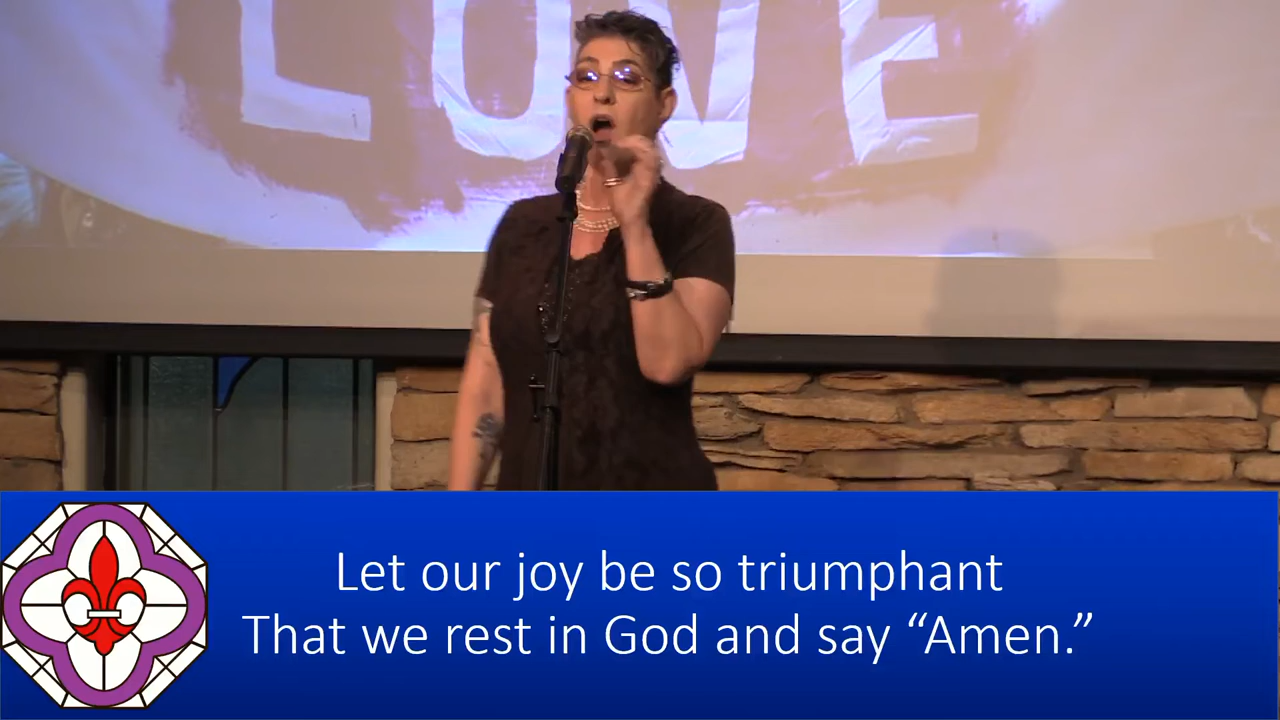 LOVE
Let our joy be so triumphant
That we rest in God and say “Amen.”